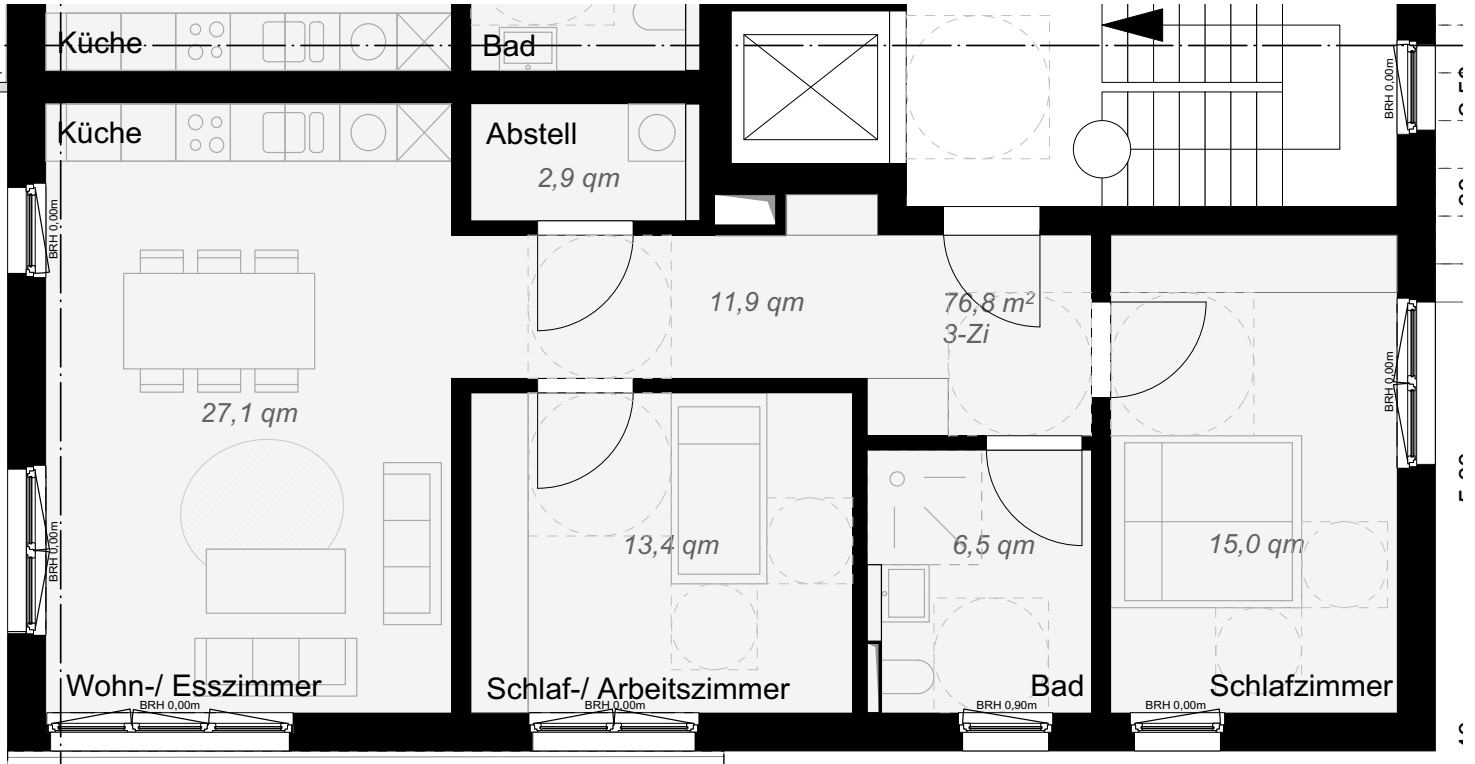 Küche
Bad
BRH 0,00m
Küche
Abstell
2,9 qm
BRH 0,00m
11,9 qm
76,8 m²
3-Zi
BRH 0,00m
27,1 qm
BRH 0,00m
13,4 qm
6,5 qm
15,0 qm
Wohn-/ Esszimmer
BRH 0,00m
Schlaf-/ Arbeitszimmer
BRH 0,00m
Bad
BRH 0,90m
Schlafzimmer
BRH 0,00m